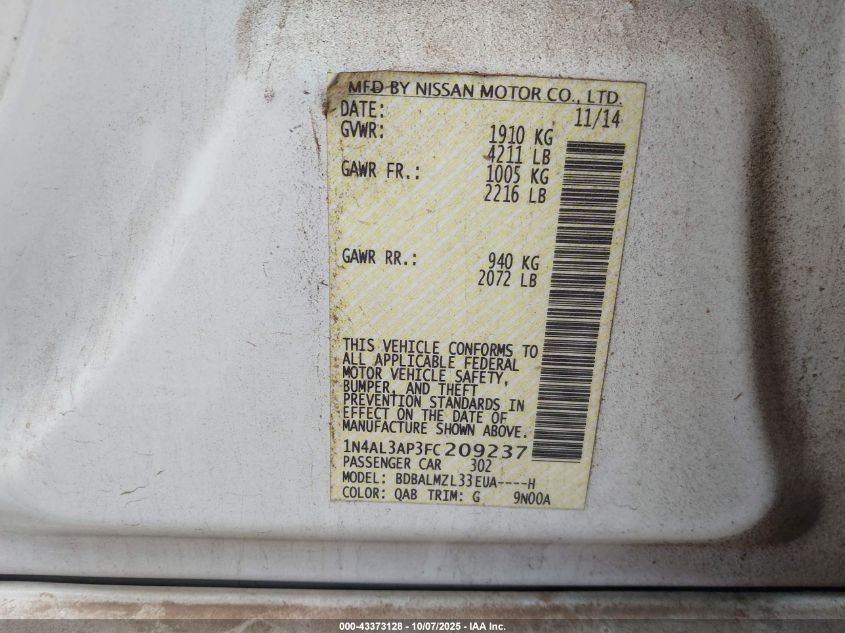 MFD BY NISSAN MOTOR CO., LTD.
DATE: 11/14
GVWR: 1910 KG
4211 LB
GAWR FR.: 1005 KG
2216 LB
GAWR RR.: 940 KG
2072 LB
THIS VEHICLE CONFORMS TO
ALL APPLICABLE FEDERAL
MOTOR VEHICLE SAFETY,
BUMPER, AND THEFT
PREVENTION STANDARDS IN
EFFECT ON THE DATE OF
MANUFACTURE SHOWN ABOVE.
1N4AL3AP3FC209237
PASSENGER CAR 302
MODEL: BDBALMZL33EUA----H
COLOR: QAB TRIM: G 9N00A
000-43373128 - 10/07/2025 - IAA Inc.